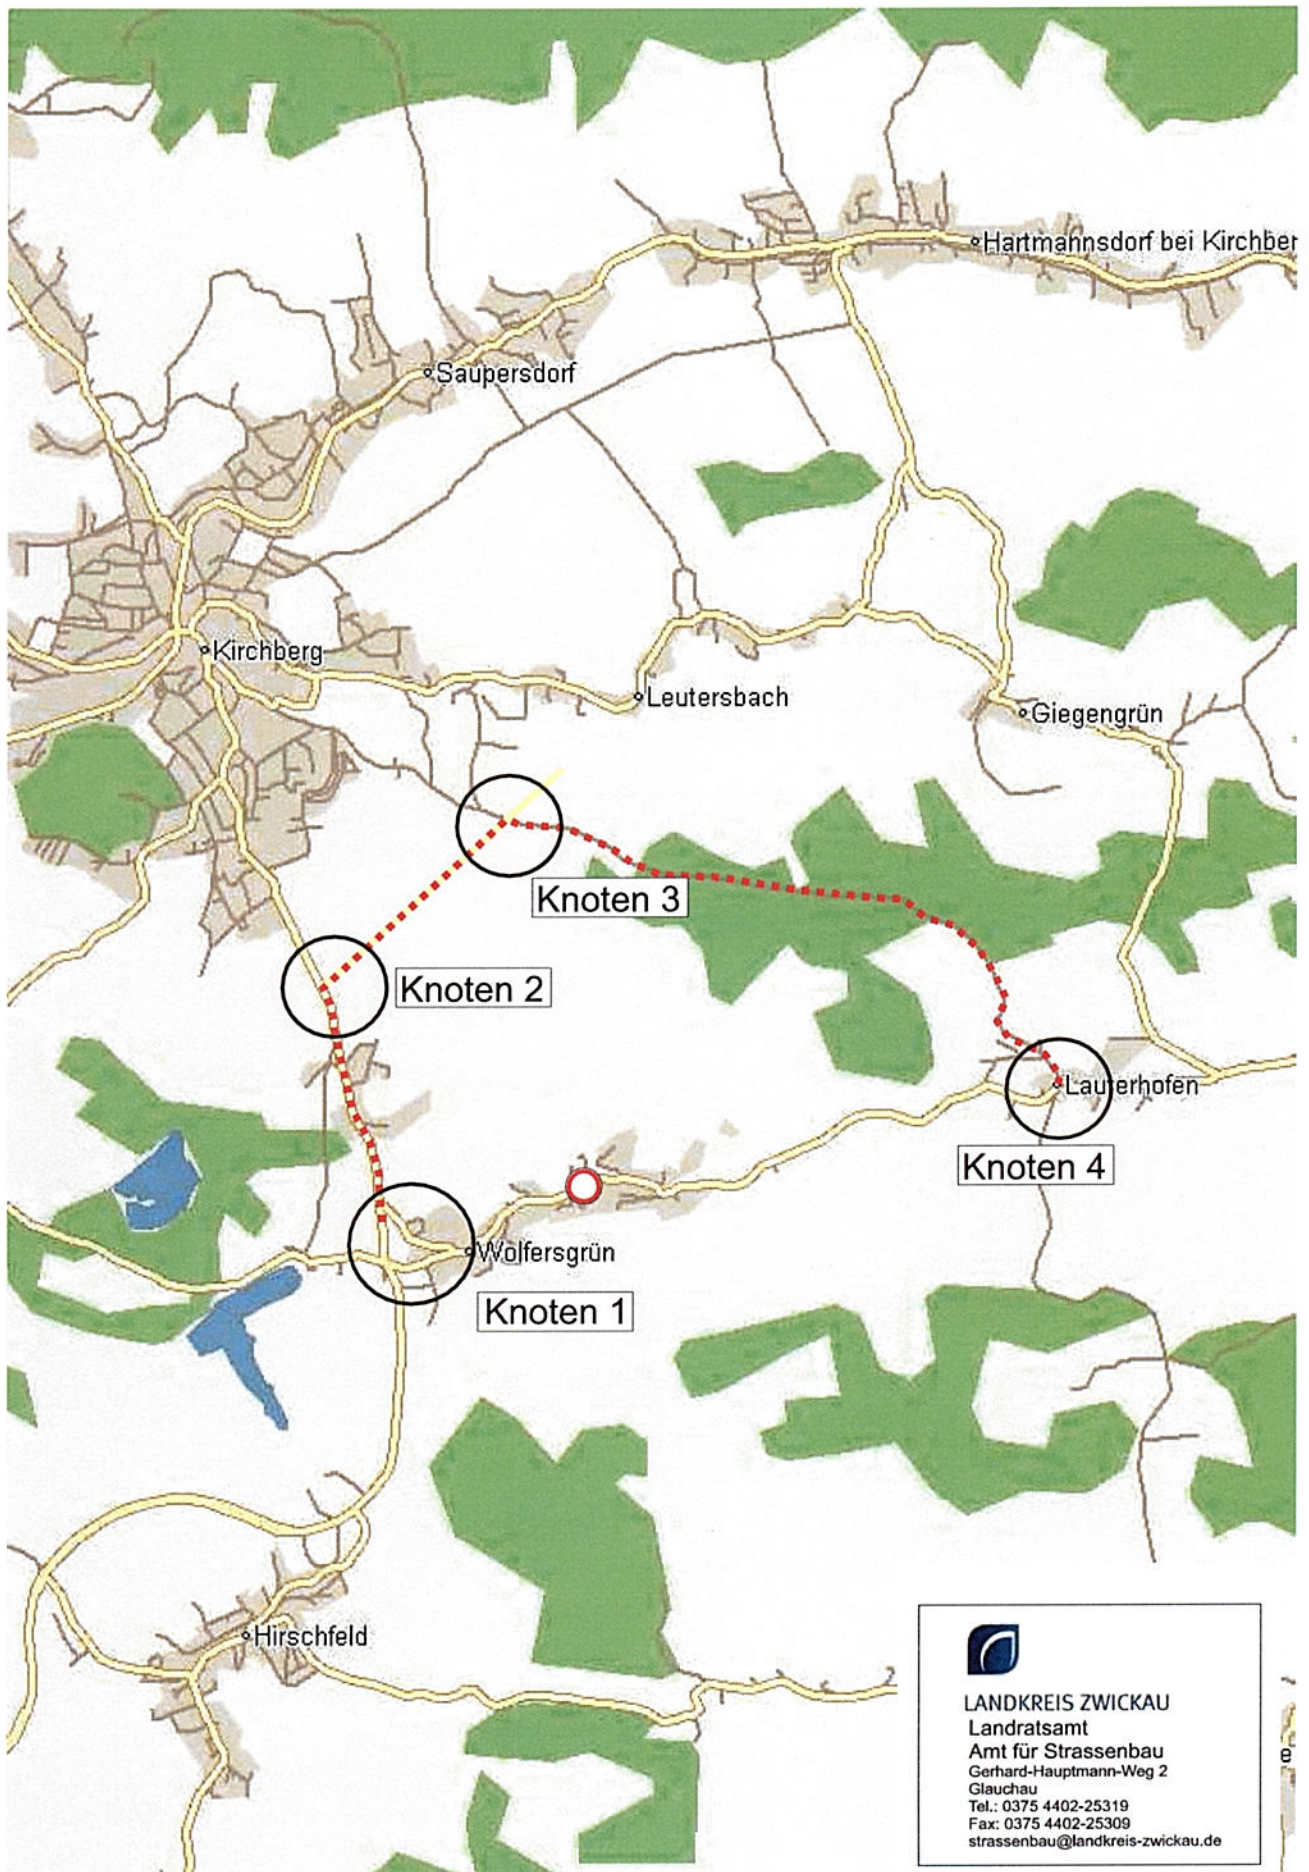 Hartmannsdorf bei Kirchber
Saupersdorf
Kirchberg
Leutersbach
Giegengrün
Knoten 3
Knoten 2
Lauterhofen
Knoten 4
Wolfersgrün
Knoten 1
Hirschfeld
LANDKREIS ZWICKAU
Landratsamt
Amt für Strassenbau
Gerhard-Hauptmann-Weg 2
Glauchau
Tel.: 0375 4402-25319
Fax: 0375 4402-25309
strassenbau@landkreis-zwickau.de